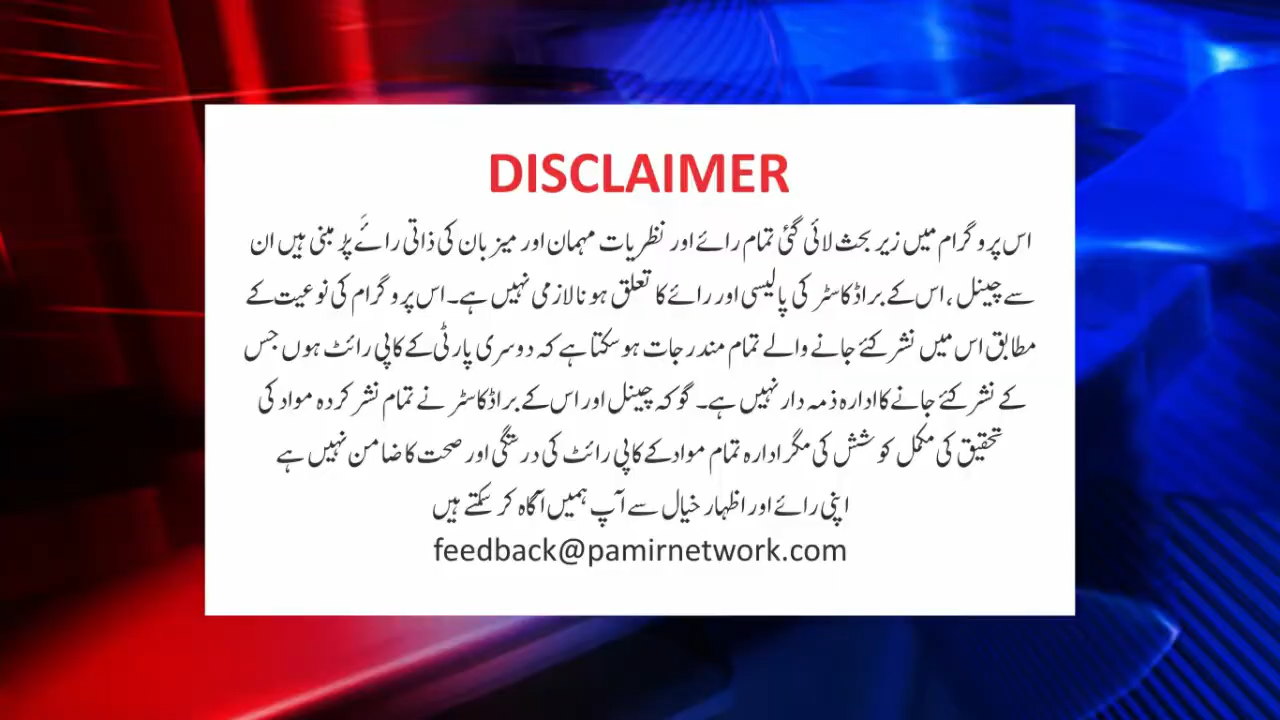 DISCLAIMER
اس پروگرام میں زیر بحث لائی گئی تمام رائے اور نظریات مہمان اور میزبان کی ذاتی رائےَ پڑ مبنی ہیں ان
سے چینل ، اس کے براڈکاسٹر کی پالیسی اور رائے کا تعلق ہونا لازمی نہیں ہے۔ اس پروگرام کی نوعیت کے
مطابق اس میں نشر کئے جانے والے تمام مندرجات ہوسکتا ہے کہ دوسری پارٹی کے کاپی رائٹ ہوں جس
کے نشر کئے جانے کا ادارہ ذمہ دار نہیں ہے۔ گو کہ چینل اور اس کے براڈکاسٹر نے تمام نشر کردہ مواد کی
تحقیق کی مکمل کوشش کی مگر ادارہ تمام مواد کے کاپی رائٹ کی درستگی اور صحت کا ضامن نہیں ہے
اپنی رائے اور اظہار خیال سے آپ ہمیں آگاہ کر سکتے ہیں
feedback@pamirnetwork.com